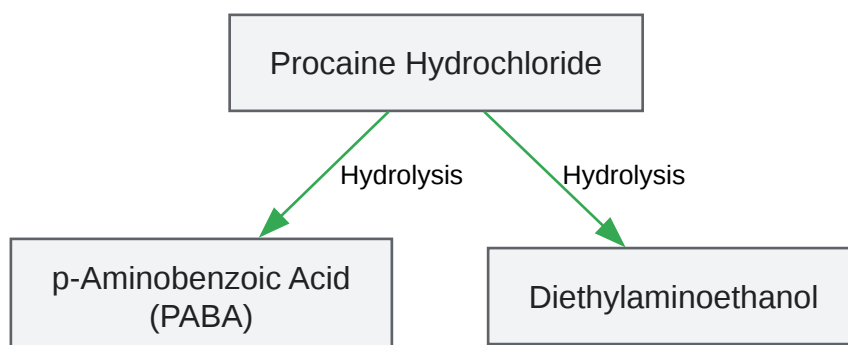 Procaine Hydrochloride
Hydrolysis
Hydrolysis
p-Aminobenzoic Acid
(PABA)
Diethylaminoethanol